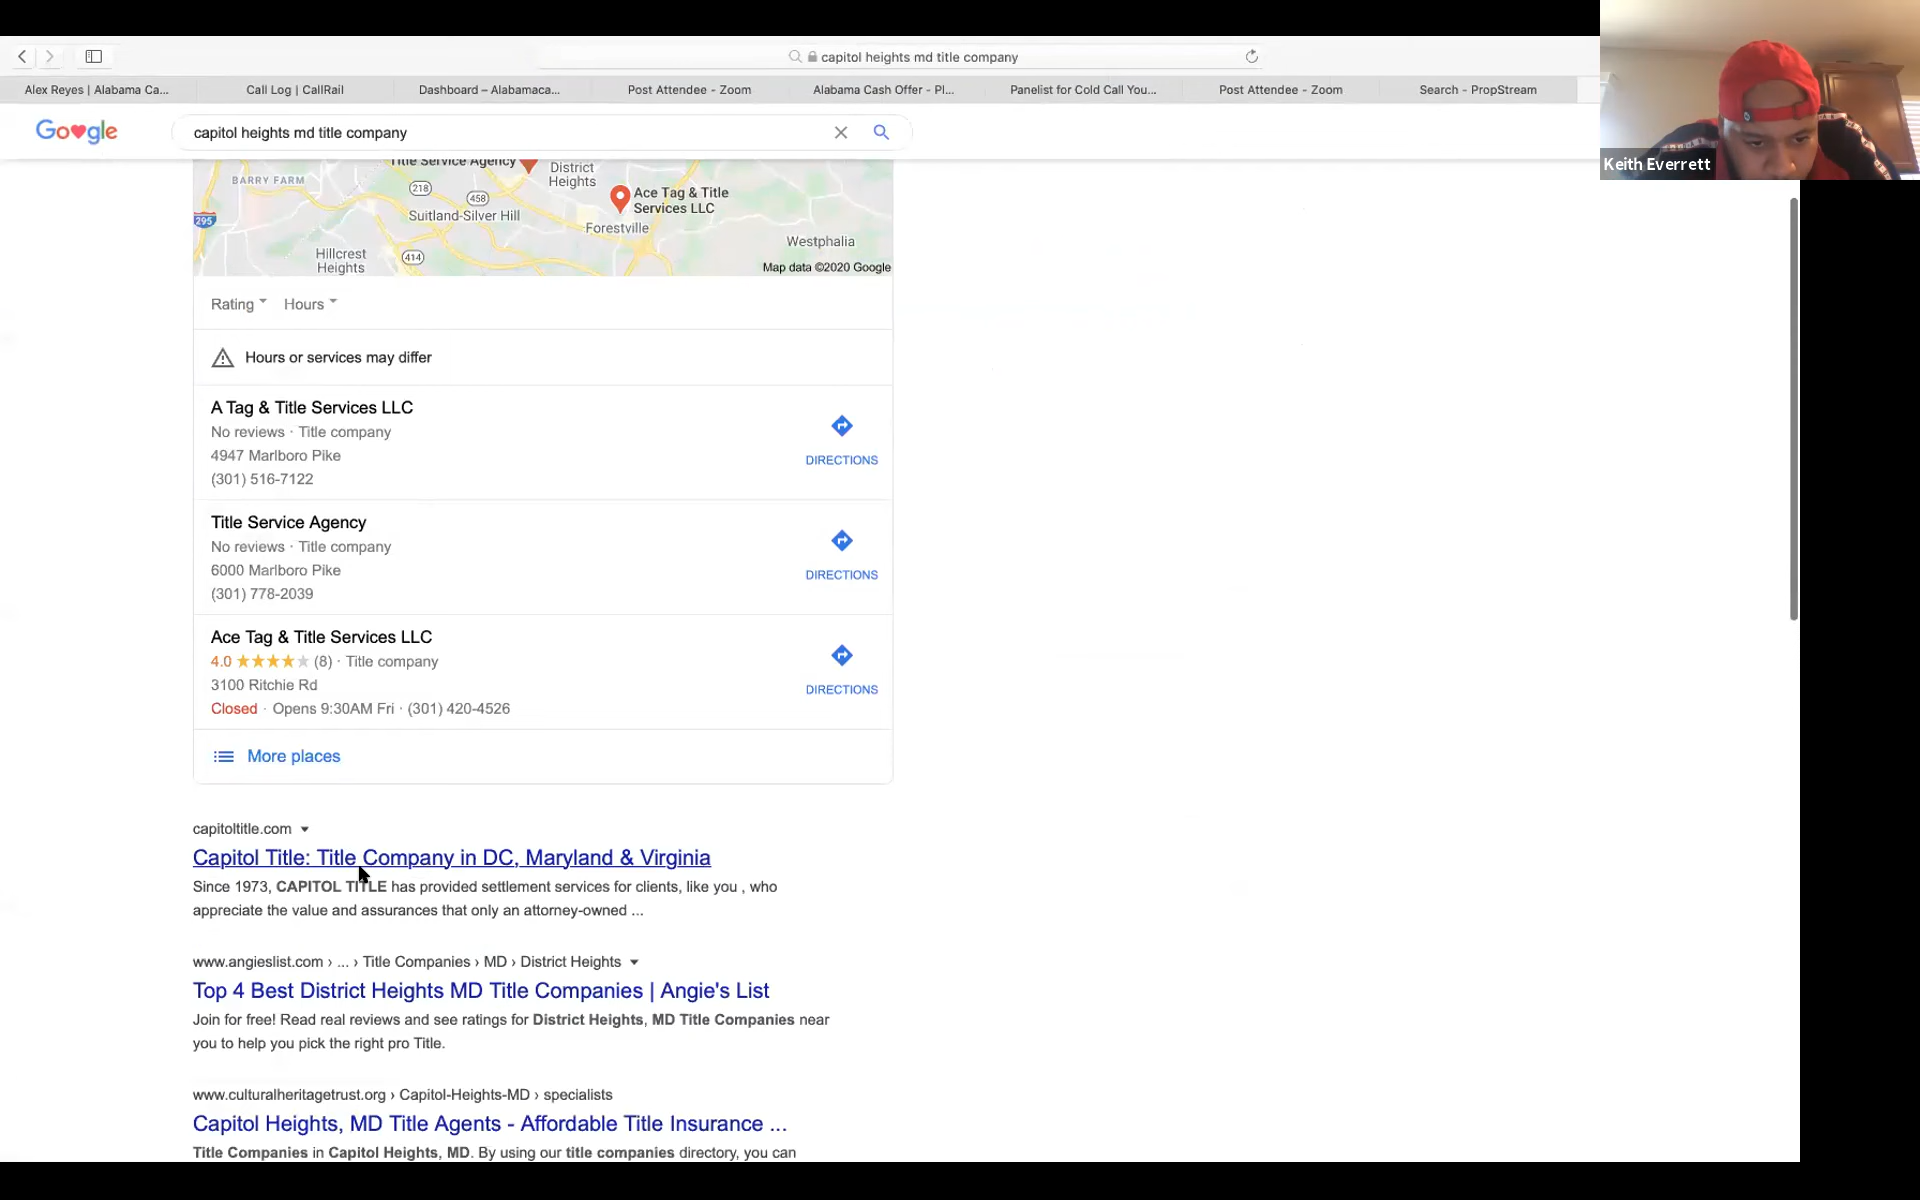 capitol heights md title company
Alex Reyes | Alabama Ca...
Call Log | CallRail
Dashboard – Alabamaca...
Post Attendee - Zoom
Alabama Cash Offer - Pl...
Panelist for Cold Call You...
Post Attendee - Zoom
Search - PropStream
Google
capitol heights md title company
Keith Everrett
Title Service Agency
District
Heights
BARRY FARM
218
458
Ace Tag & Title
Services LLC
295
Suitland-Silver Hill
Forestville
Westphalia
Hillcrest
Heights
414
Map data ©2020 Google
Rating
Hours
Hours or services may differ
A Tag & Title Services LLC
No reviews · Title company
4947 Marlboro Pike
(301) 516-7122
DIRECTIONS
Title Service Agency
No reviews · Title company
6000 Marlboro Pike
(301) 778-2039
DIRECTIONS
Ace Tag & Title Services LLC
4.0 (8) · Title company
3100 Ritchie Rd
Closed · Opens 9:30AM Fri · (301) 420-4526
DIRECTIONS
More places
capitoltitle.com
Capitol Title: Title Company in DC, Maryland & Virginia
Since 1973, CAPITOL TITLE has provided settlement services for clients, like you , who
appreciate the value and assurances that only an attorney-owned ...
www.angieslist.com › ... › Title Companies › MD › District Heights
Top 4 Best District Heights MD Title Companies | Angie's List
Join for free! Read real reviews and see ratings for District Heights, MD Title Companies near
you to help you pick the right pro Title.
www.culturalheritagetrust.org › Capitol-Heights-MD › specialists
Capitol Heights, MD Title Agents - Affordable Title Insurance ...
Title Companies in Capitol Heights, MD. By using our title companies directory, you can